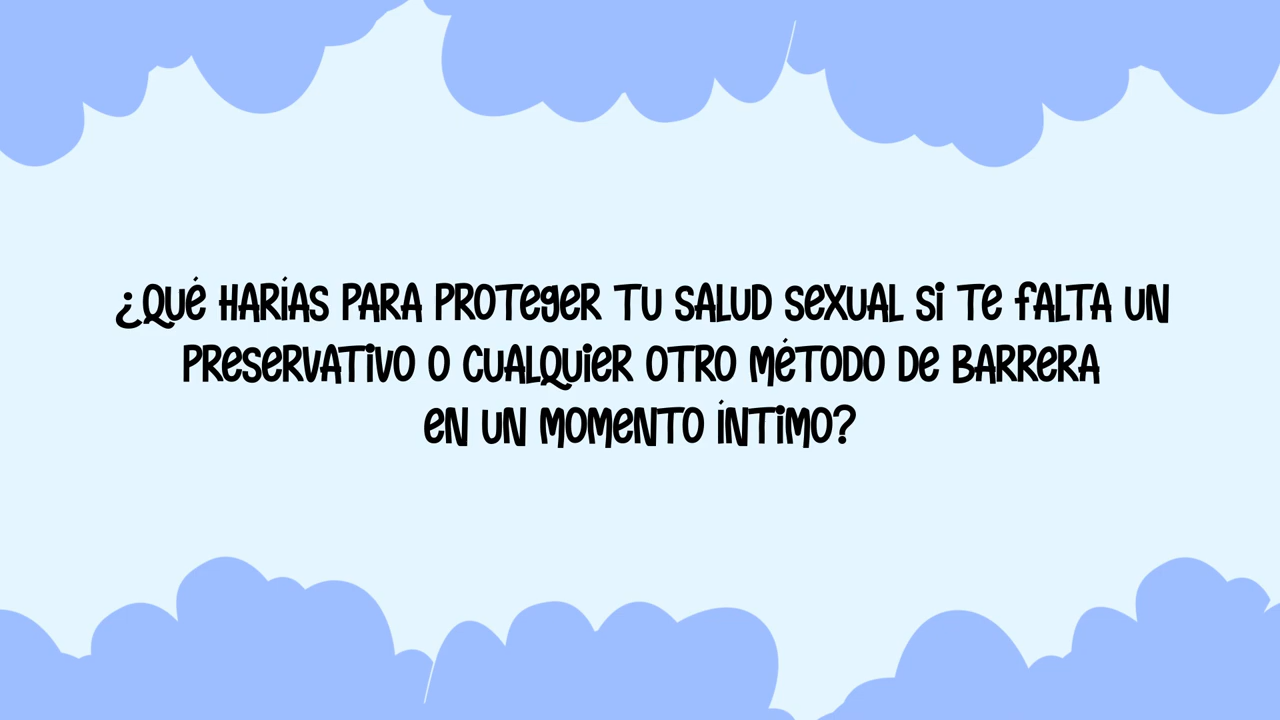 ¿QUÉ HARÍAS PARA PROTEGER TU SALUD SEXUAL SI TE FALTA UN
PRESERVATIVO O CUALQUIER OTRO MÉTODO DE BARRERA
EN UN MOMENTO ÍNTIMO?